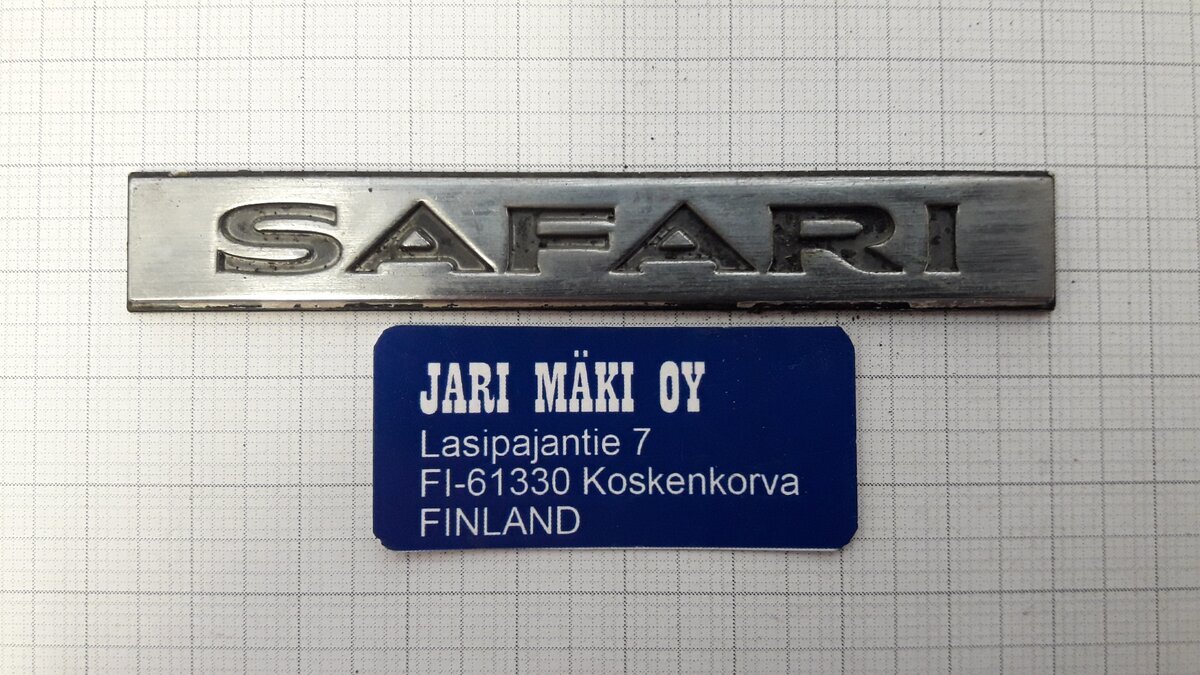 SAFARI
JARI MÄKI OY
Lasipajantie 7
FI-61330 Koskenkorva
FINLAND